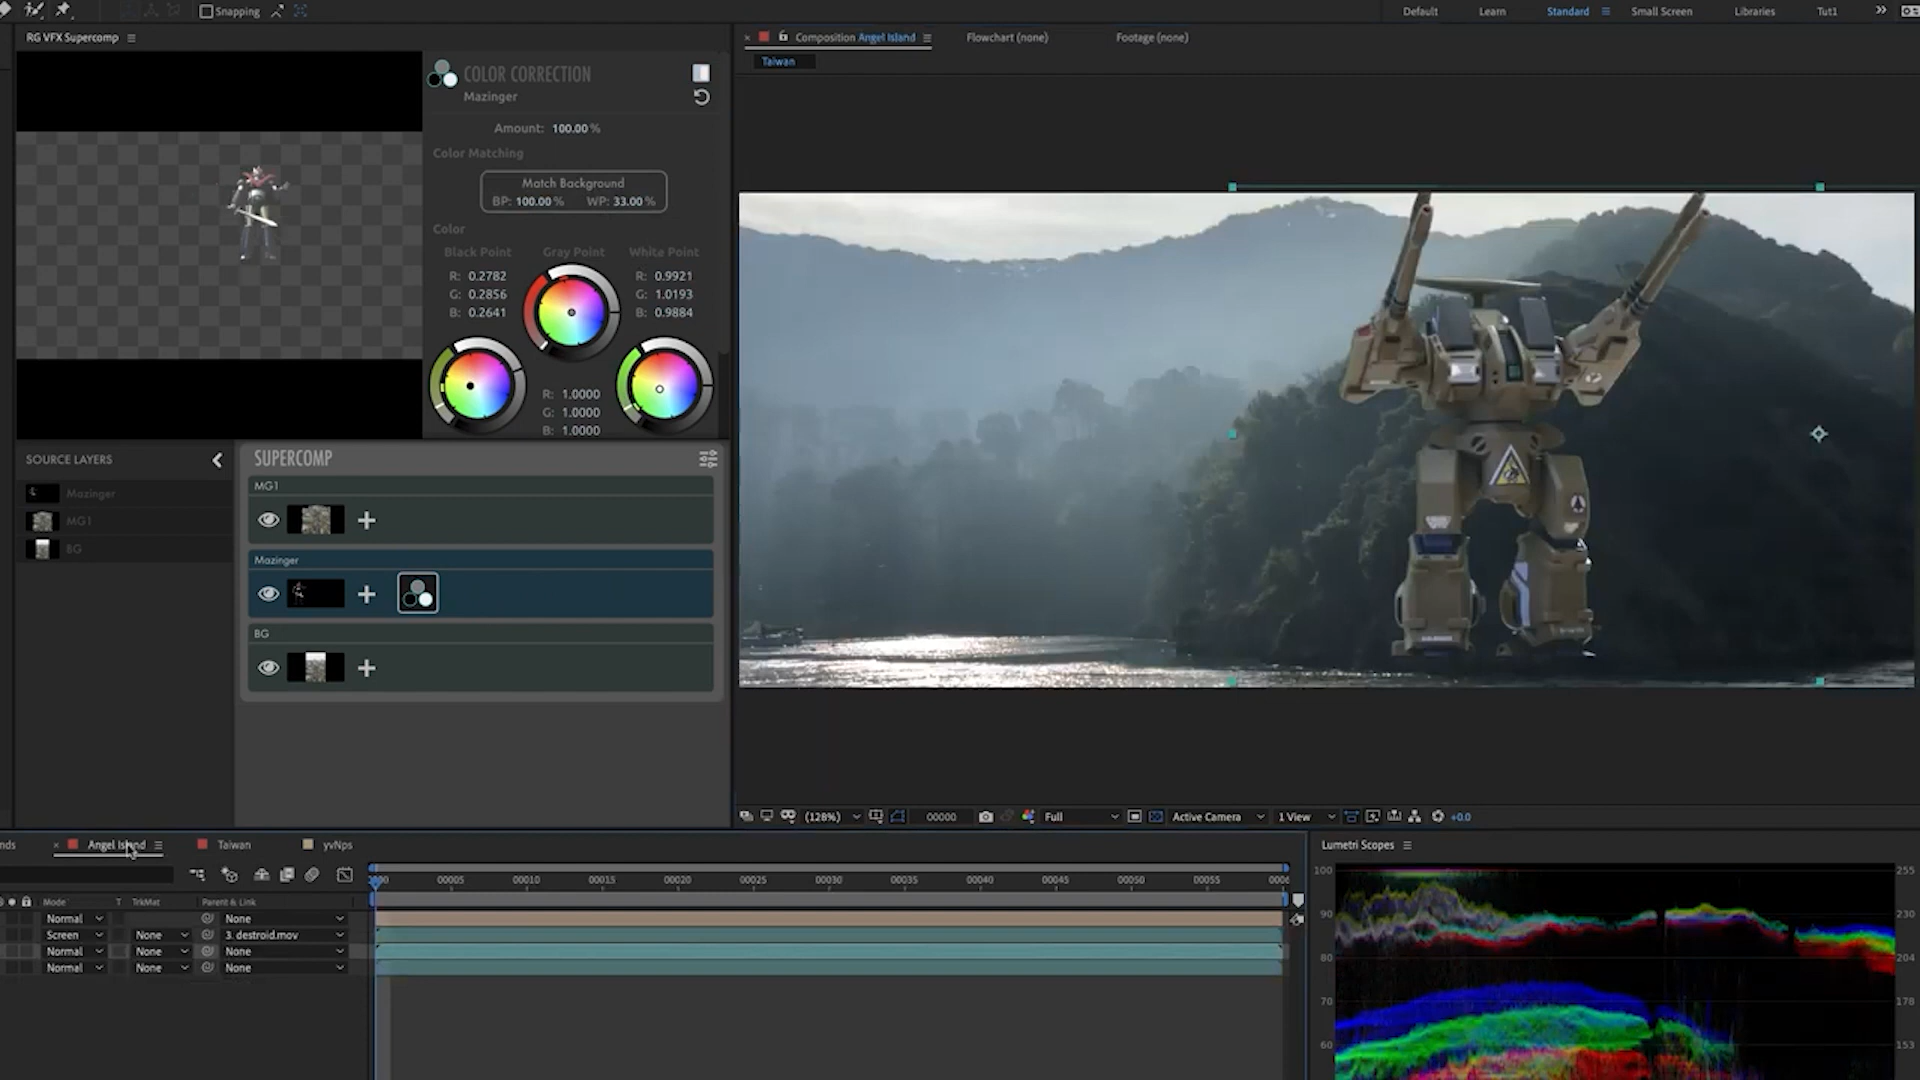 Snapping
Default
Learn
Standard
Small Screen
Libraries
Tut1
RG VFX Supercomp
COLOR CORRECTION
Mazinger
Amount: 100.00 %
Color Matching
Match Background
BP: 100.00 % WP: 33.00 %
Color
Black Point
Gray Point
White Point
R: 0.2782
G: 0.2856
B: 0.2641
R: 0.9921
G: 1.0193
B: 0.9884
R: 1.0000
G: 1.0000
B: 1.0000
Composition Angel Island
Flowchart (none)
Footage (none)
Taiwan
SOURCE LAYERS
Mazinger
MG1
BG
SUPERCOMP
MG1
Mazinger
BG
(128%)
00000
Full
Active Camera
1 View
+0.0
nds
Angel Island
Taiwan
yvNps
00005
00010
00015
00020
00025
00030
00035
00040
00045
00050
00055
0006
Mode
T TrkMat
Parent & Link
Normal None
Screen None 3. destroid.mov
Normal None None
Normal None None
Lumetri Scopes
100
90
80
70
60
255
230
204
178
153